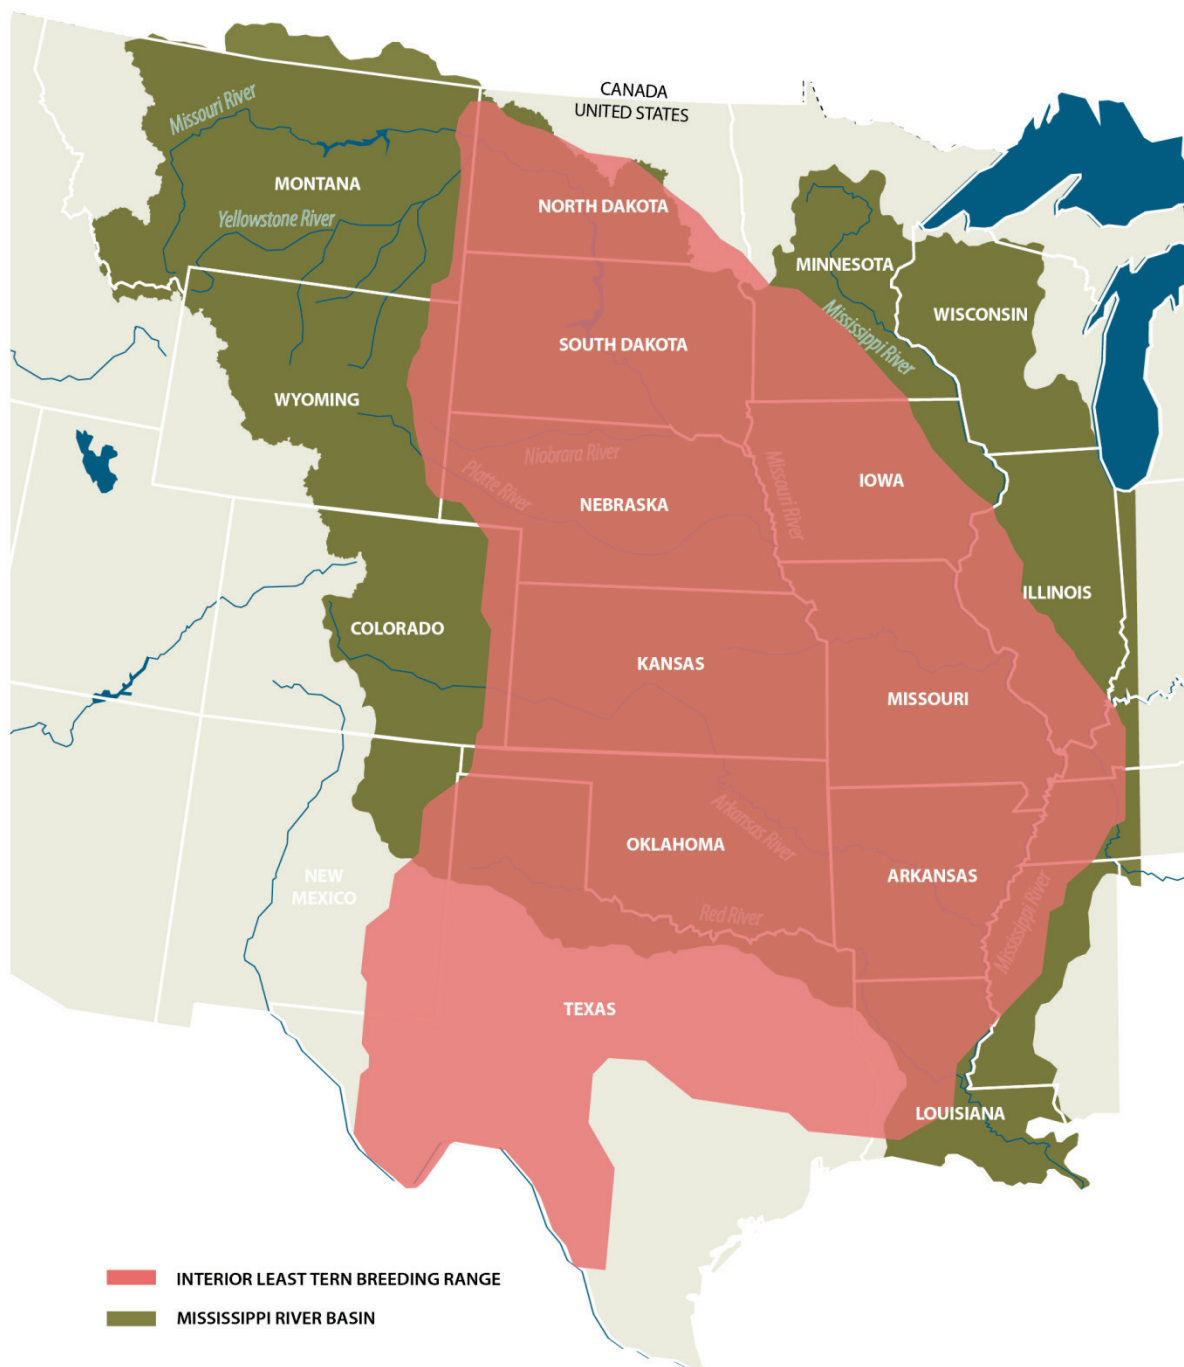 CANADA
UNITED STATES
Missouri River
MONTANA
Yellowstone River
NORTH DAKOTA
MINNESOTA
WISCONSIN
Mississippi River
SOUTH DAKOTA
WYOMING
Niobrara River
Platte River
Missouri River
IOWA
NEBRASKA
ILLINOIS
COLORADO
KANSAS
MISSOURI
Arkansas River
OKLAHOMA
ARKANSAS
NEW
MEXICO
Red River
Mississippi River
TEXAS
LOUISIANA
INTERIOR LEAST TERN BREEDING RANGE
MISSISSIPPI RIVER BASIN